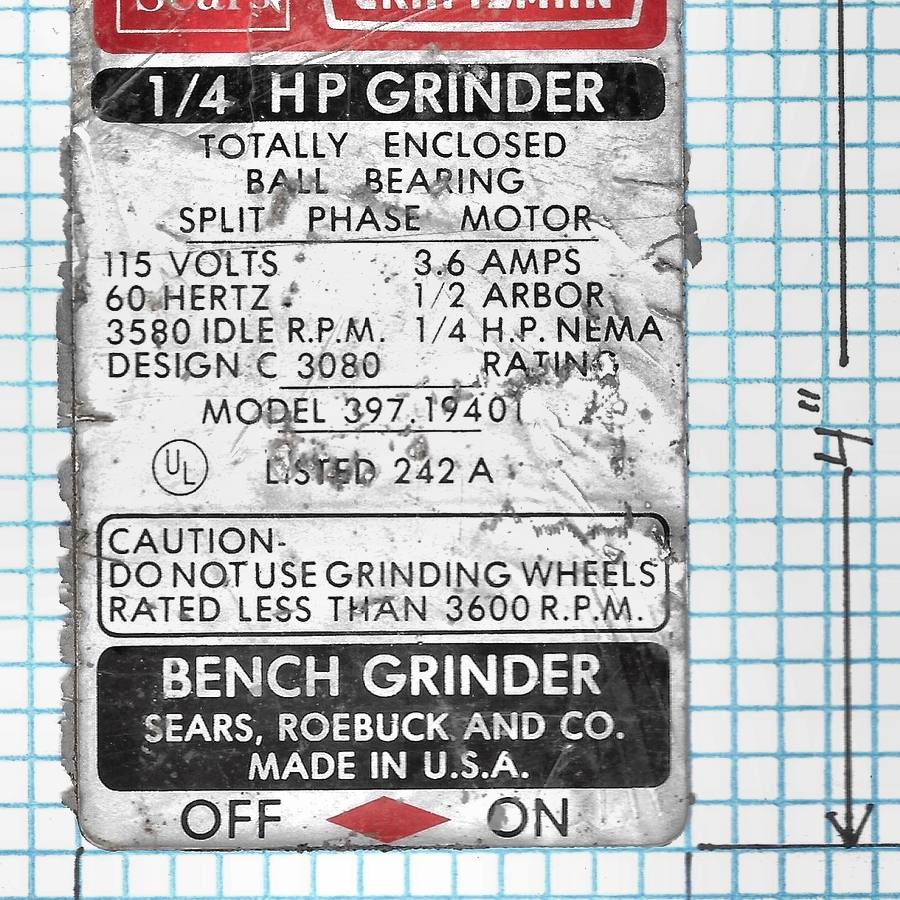 Sears
CRAFTSMAN
1/4 HP GRINDER
TOTALLY ENCLOSED
BALL BEARING
SPLIT PHASE MOTOR
115 VOLTS 3.6 AMPS
60 HERTZ 1/2 ARBOR
3580 IDLE R.P.M. 1/4 H.P. NEMA
DESIGN C 3080 RATING
MODEL 397.19401
UL LISTED 242 A
CAUTION-
DO NOT USE GRINDING WHEELS
RATED LESS THAN 3600 R.P.M.
BENCH GRINDER
SEARS, ROEBUCK AND CO.
MADE IN U.S.A.
OFF ON
4"